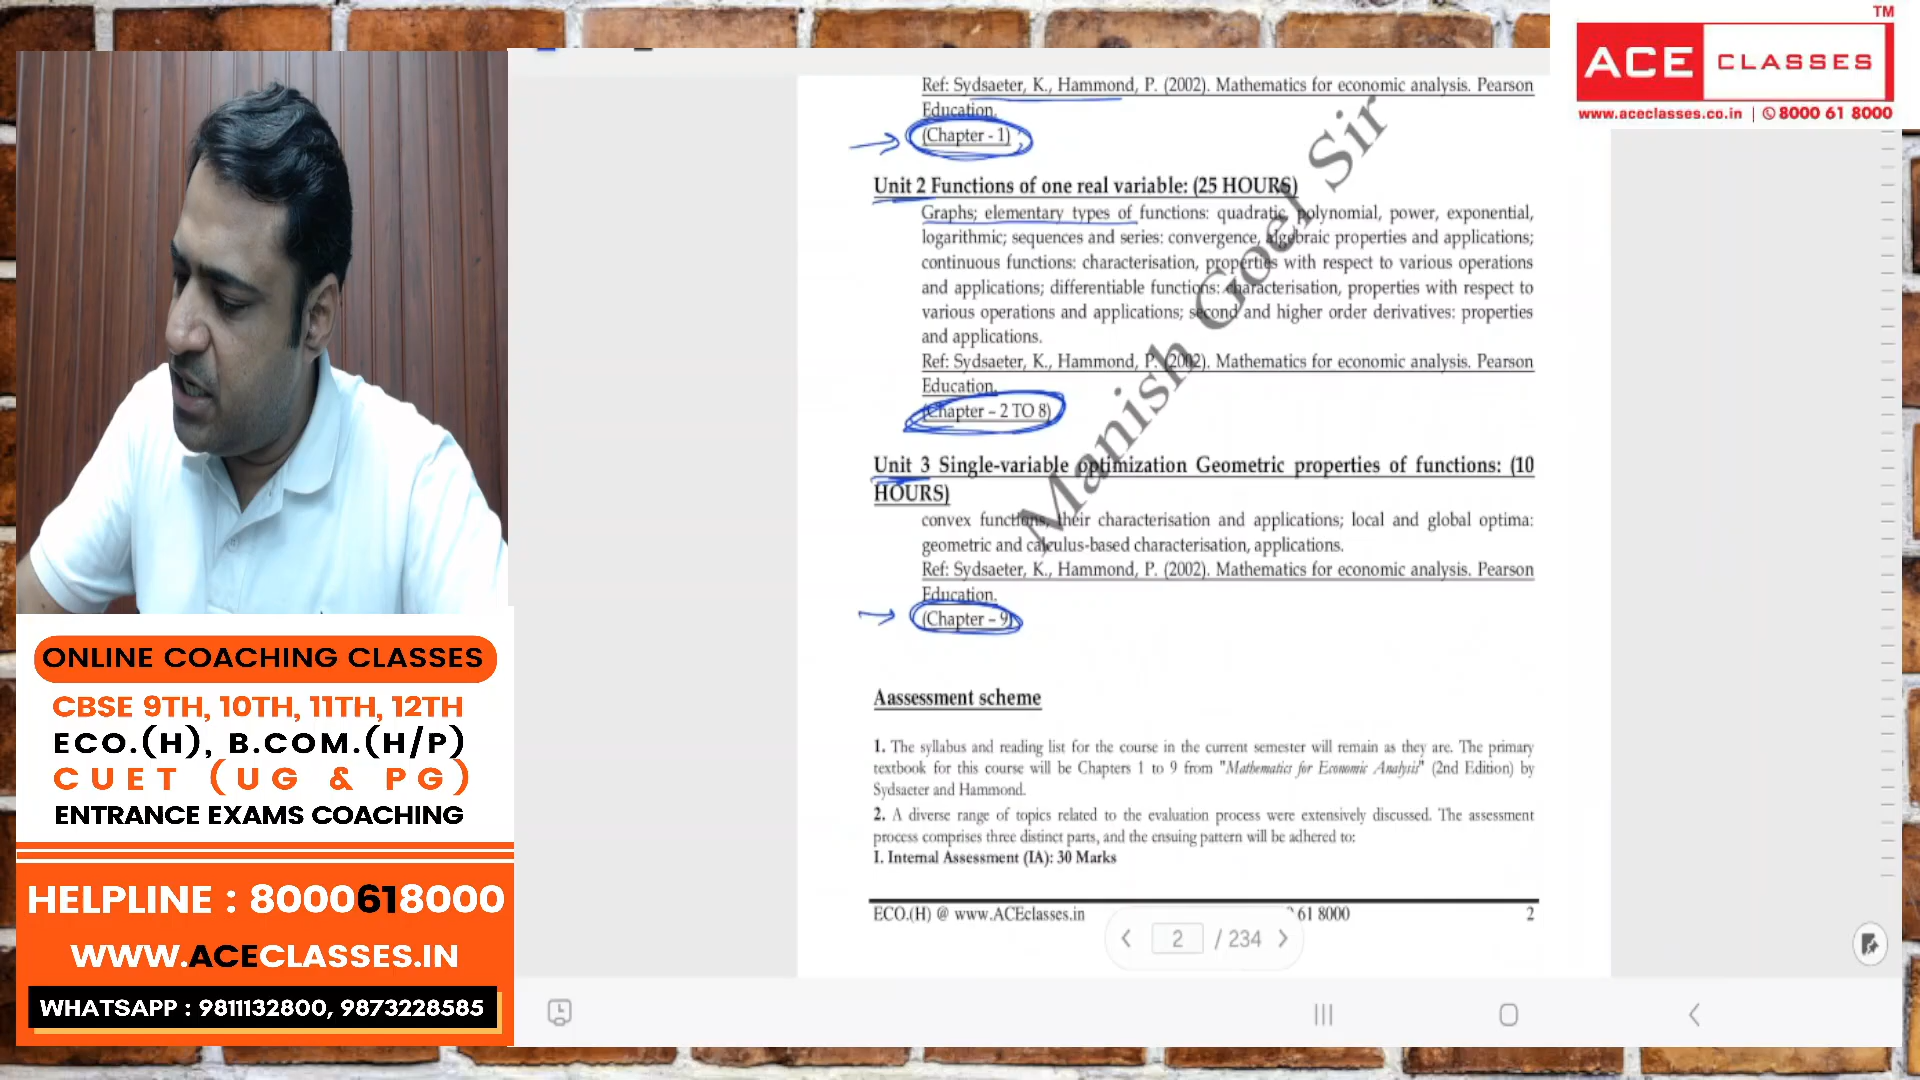 TM
ACE CLASSES
www.aceclasses.co.in | 8000 61 8000
Ref: Sydsaeter, K., Hammond, P. (2002). Mathematics for economic analysis. Pearson
Education.
(Chapter - 1)
Unit 2 Functions of one real variable: (25 HOURS)
Graphs; elementary types of functions: quadratic, polynomial, power, exponential,
logarithmic; sequences and series: convergence, algebraic properties and applications;
continuous functions: characterisation, properties with respect to various operations
and applications; differentiable functions: characterisation, properties with respect to
various operations and applications; second and higher order derivatives: properties
and applications.
Ref: Sydsaeter, K., Hammond, P. (2002). Mathematics for economic analysis. Pearson
Education.
(Chapter – 2 TO 8)
Unit 3 Single-variable optimization Geometric properties of functions: (10
HOURS)
convex functions, their characterisation and applications; local and global optima:
geometric and calculus-based characterisation, applications.
Ref: Sydsaeter, K., Hammond, P. (2002). Mathematics for economic analysis. Pearson
Education.
(Chapter – 9)
Aassessment scheme
1. The syllabus and reading list for the course in the current semester will remain as they are. The primary
textbook for this course will be Chapters 1 to 9 from "Mathematics for Economic Analysis" (2nd Edition) by
Sydsaeter and Hammond.
2. A diverse range of topics related to the evaluation process were extensively discussed. The assessment
process comprises three distinct parts, and the ensuing pattern will be adhered to:
I. Internal Assessment (IA): 30 Marks
ECO.(H) @ www.ACEclasses.in 61 8000 2
2 / 234
Manish Goel Sir
ONLINE COACHING CLASSES
CBSE 9TH, 10TH, 11TH, 12TH
ECO.(H), B.COM.(H/P)
CUET (UG & PG)
ENTRANCE EXAMS COACHING
HELPLINE : 8000618000
WWW.ACECLASSES.IN
WHATSAPP : 9811132800, 9873228585